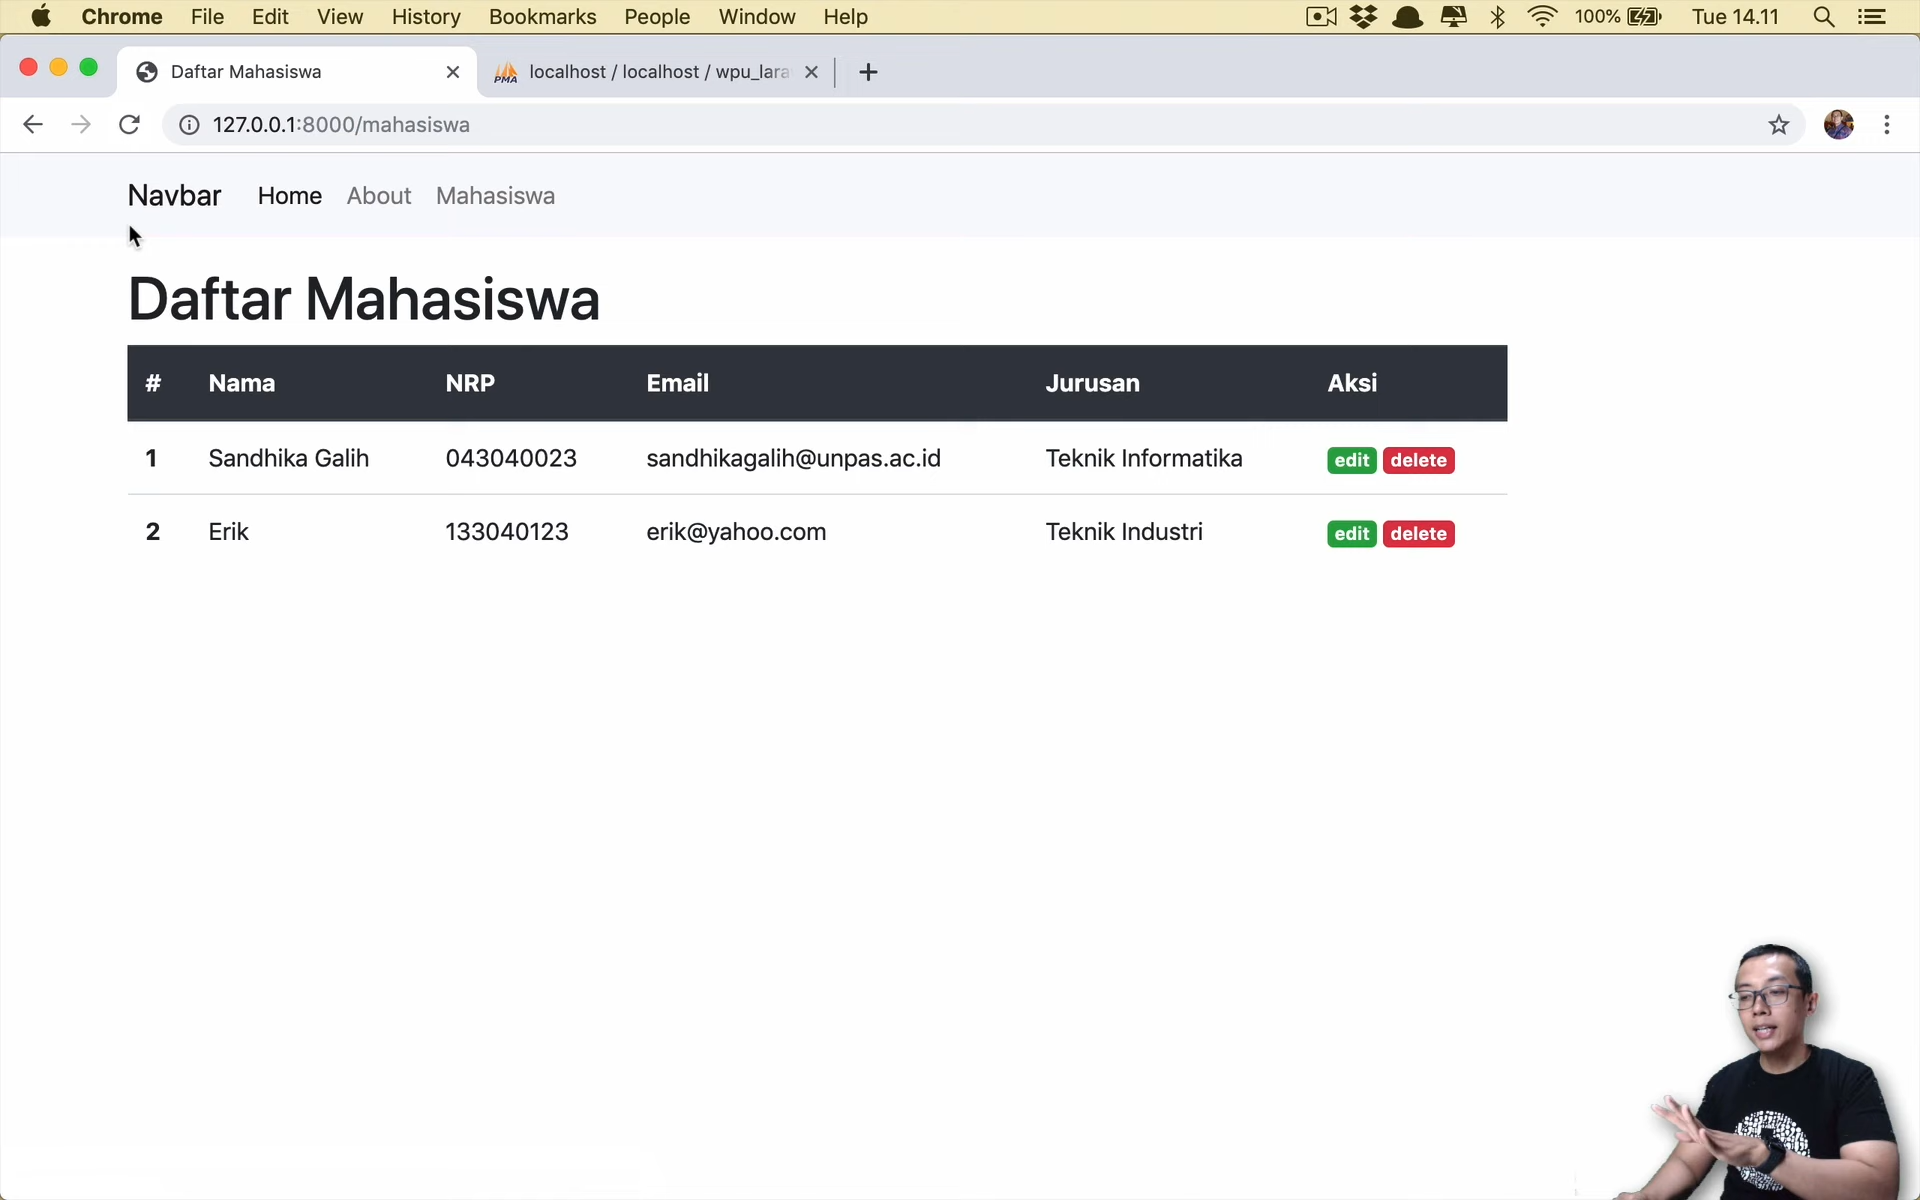 Chrome File Edit View History Bookmarks People Window Help 100% Tue 14.11
Daftar Mahasiswa PMA localhost / localhost / wpu_lara
127.0.0.1:8000/mahasiswa
Navbar Home About Mahasiswa
Daftar Mahasiswa
# Nama NRP Email Jurusan Aksi
1 Sandhika Galih 043040023 sandhikagalih@unpas.ac.id Teknik Informatika edit delete
2 Erik 133040123 erik@yahoo.com Teknik Industri edit delete